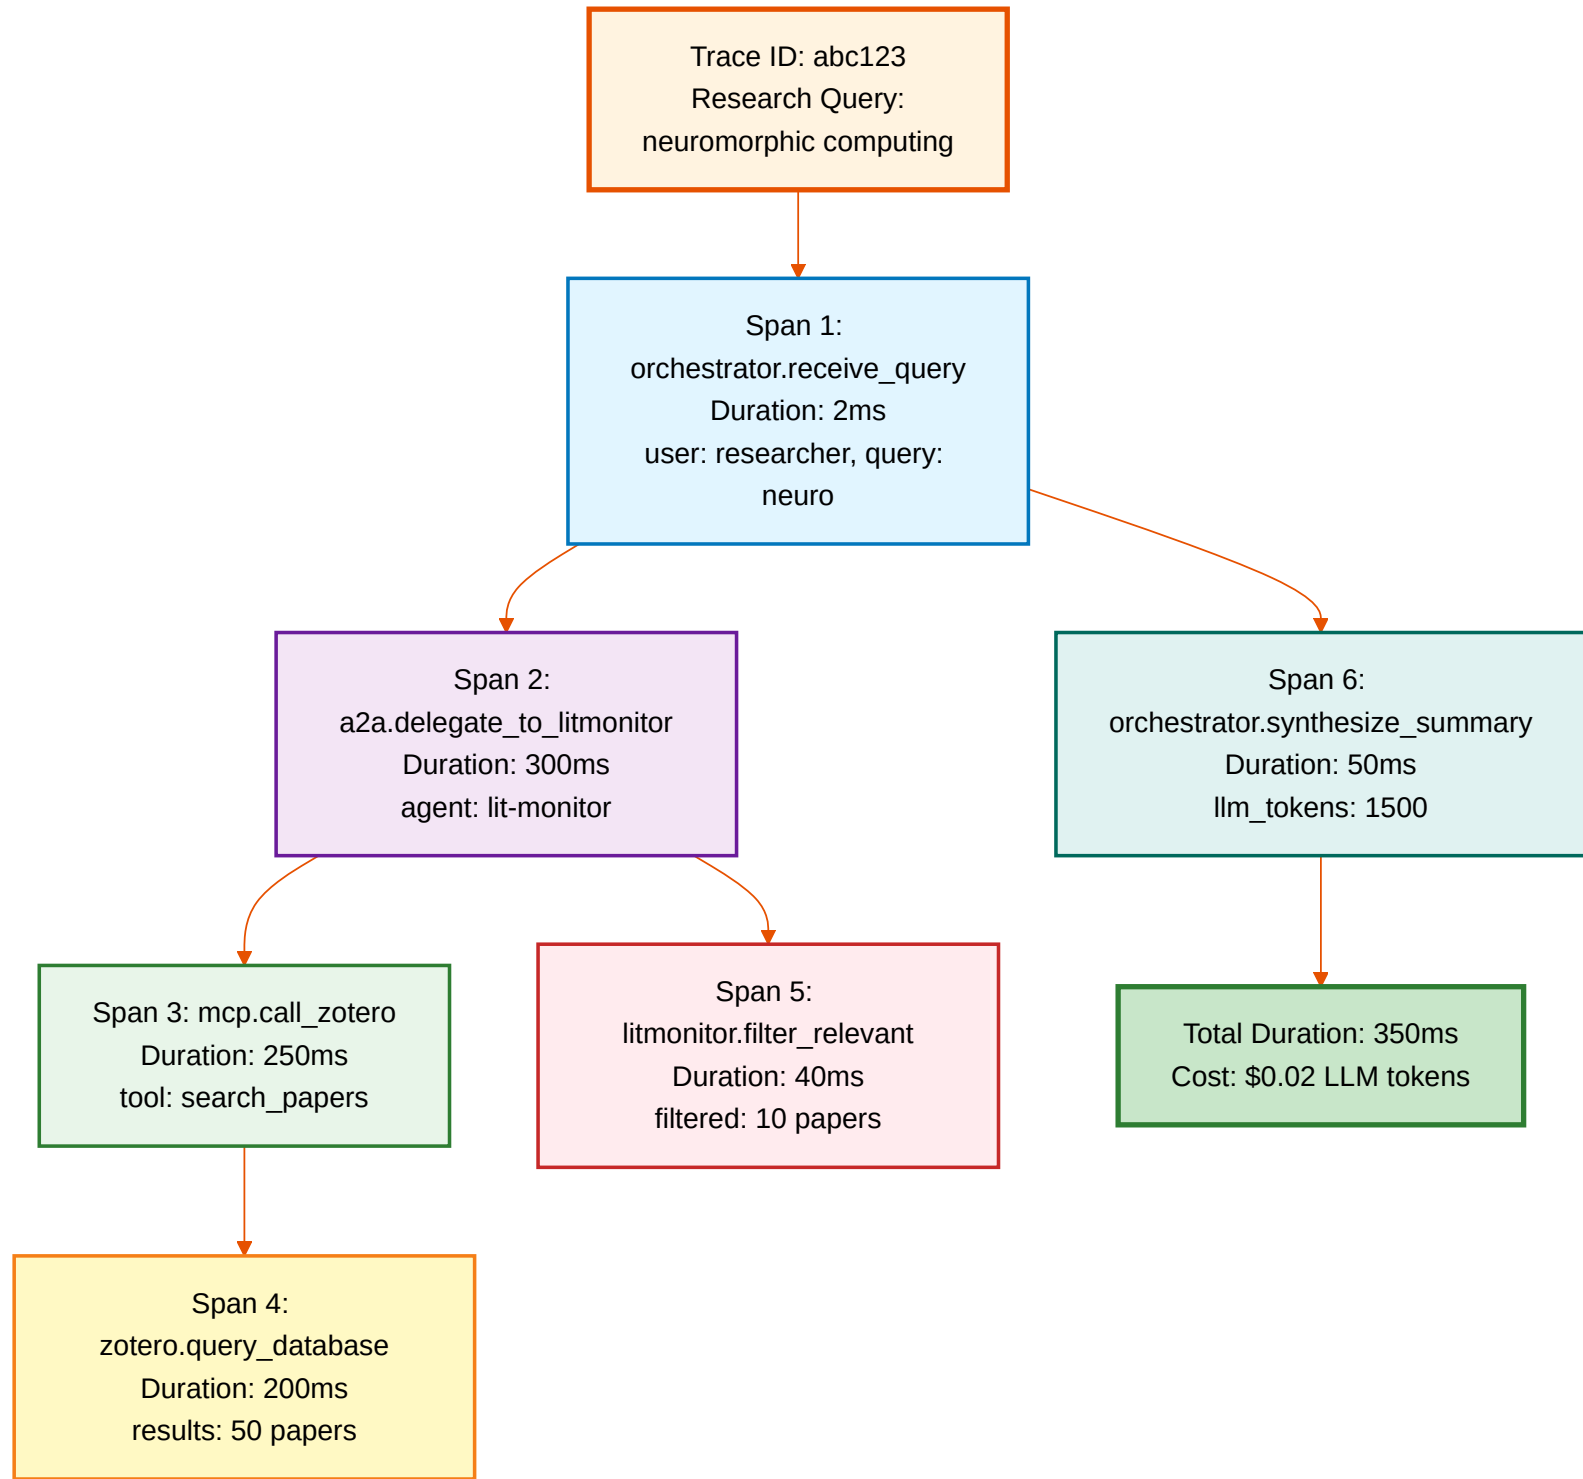 Trace ID: abc123
Research Query:
neuromorphic computing
Span 1:
orchestrator.receive_query
Duration: 2ms
user: researcher, query:
neuro
Span 2:
a2a.delegate_to_litmonitor
Duration: 300ms
agent: lit-monitor
Span 6:
orchestrator.synthesize_summary
Duration: 50ms
llm_tokens: 1500
Span 3: mcp.call_zotero
Duration: 250ms
tool: search_papers
Span 5:
litmonitor.filter_relevant
Duration: 40ms
filtered: 10 papers
Total Duration: 350ms
Cost: $0.02 LLM tokens
Span 4:
zotero.query_database
Duration: 200ms
results: 50 papers